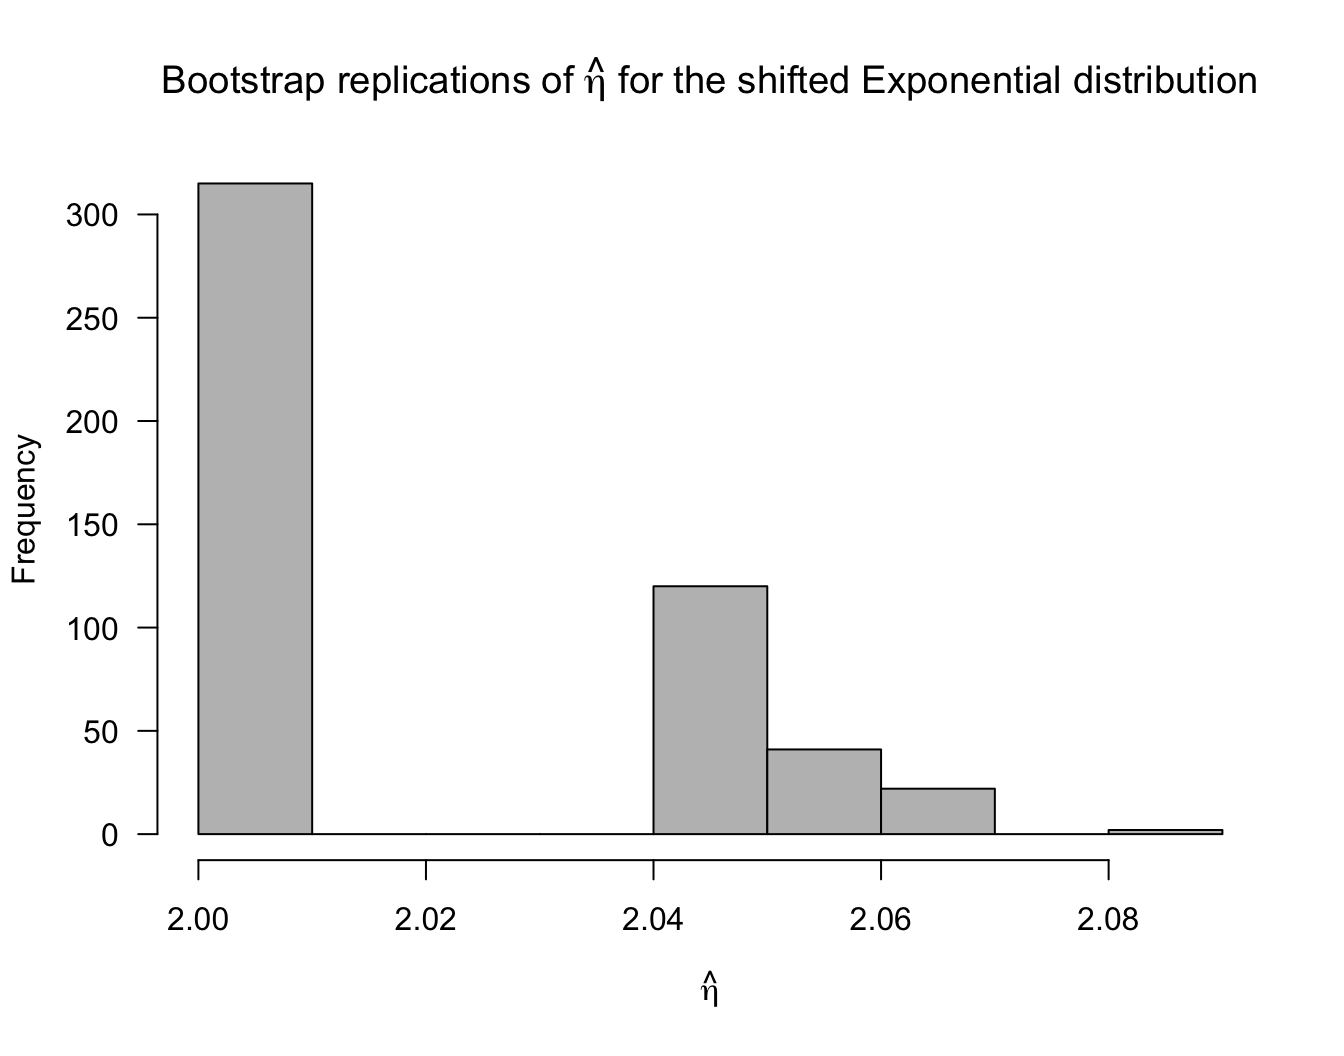 Bootstrap replications of η̂ for the shifted Exponential distribution
300
250
200
150
100
50
0
Frequency
2.00 2.02 2.04 2.06 2.08
η̂